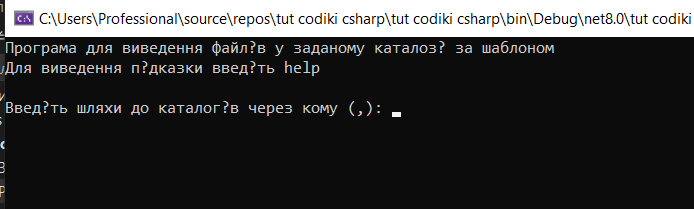 C:\Users\Professional\source\repos\tut codiki csharp\tut codiki csharp\bin\Debug\net8.0\tut codiki
Програма для виведення файл?в у заданому каталоз? за шаблоном
Для виведення п?дказки введ?ть help
Введ?ть шляхи до каталог?в через кому (,):